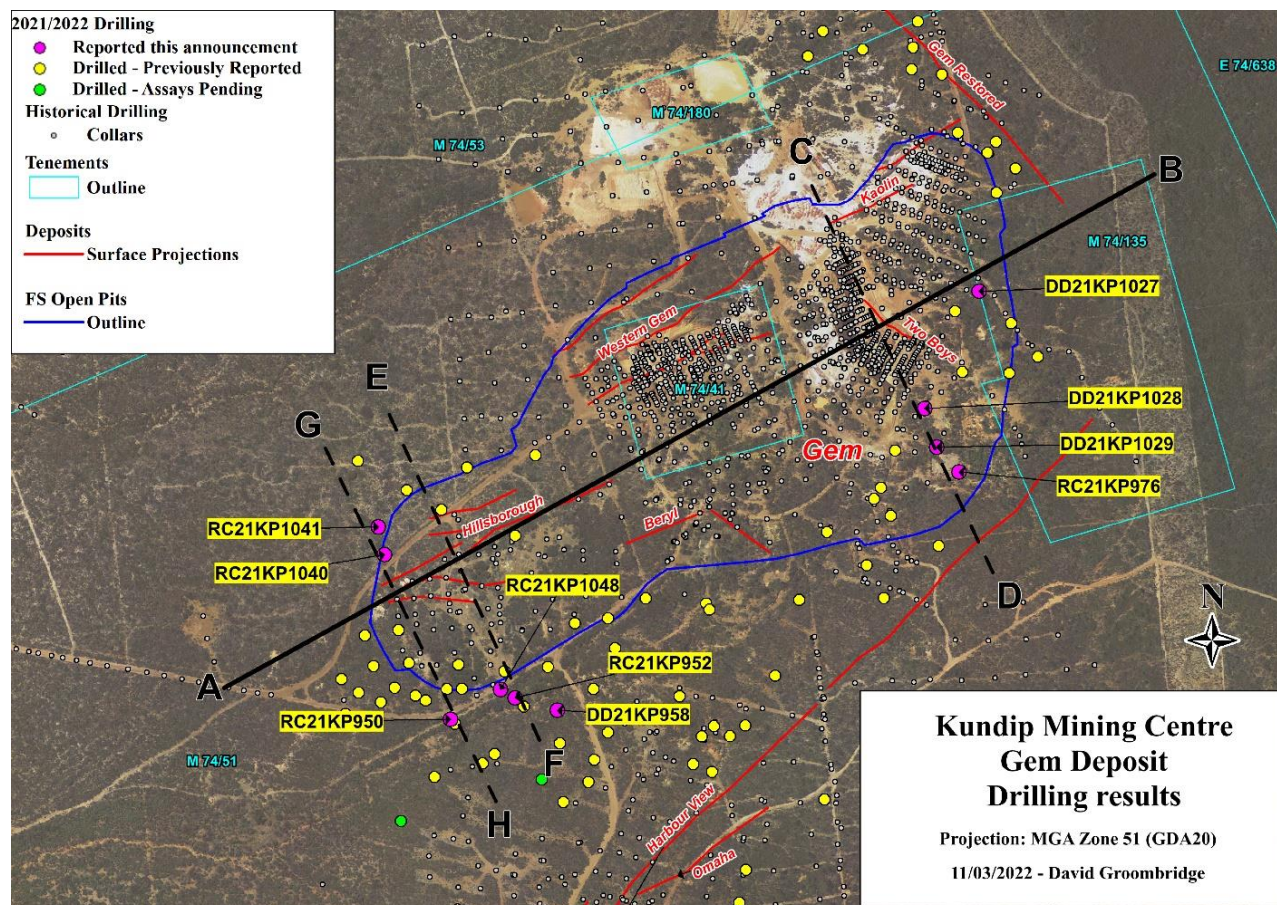 2021/2022 Drilling
Reported this announcement
Drilled - Previously Reported
Drilled - Assays Pending
Historical Drilling
Collars
Tenements
Outline
Deposits
Surface Projections
FS Open Pits
Outline
Gem Restored
E 74/638
M 74/180
M 74/53
C
Kaolin
B
M 74/135
DD21KP1027
Western Gem
Two Boys
M 74/41
E
G
DD21KP1028
DD21KP1029
Gem
RC21KP976
Hillsborough
Beryl
RC21KP1041
RC21KP1040
RC21KP1048
D
N
A
RC21KP952
RC21KP950
DD21KP958
M 74/51
F
H
Harbour View
Omaha
Kundip Mining Centre
Gem Deposit
Drilling results
Projection: MGA Zone 51 (GDA20)
11/03/2022 - David Groombridge